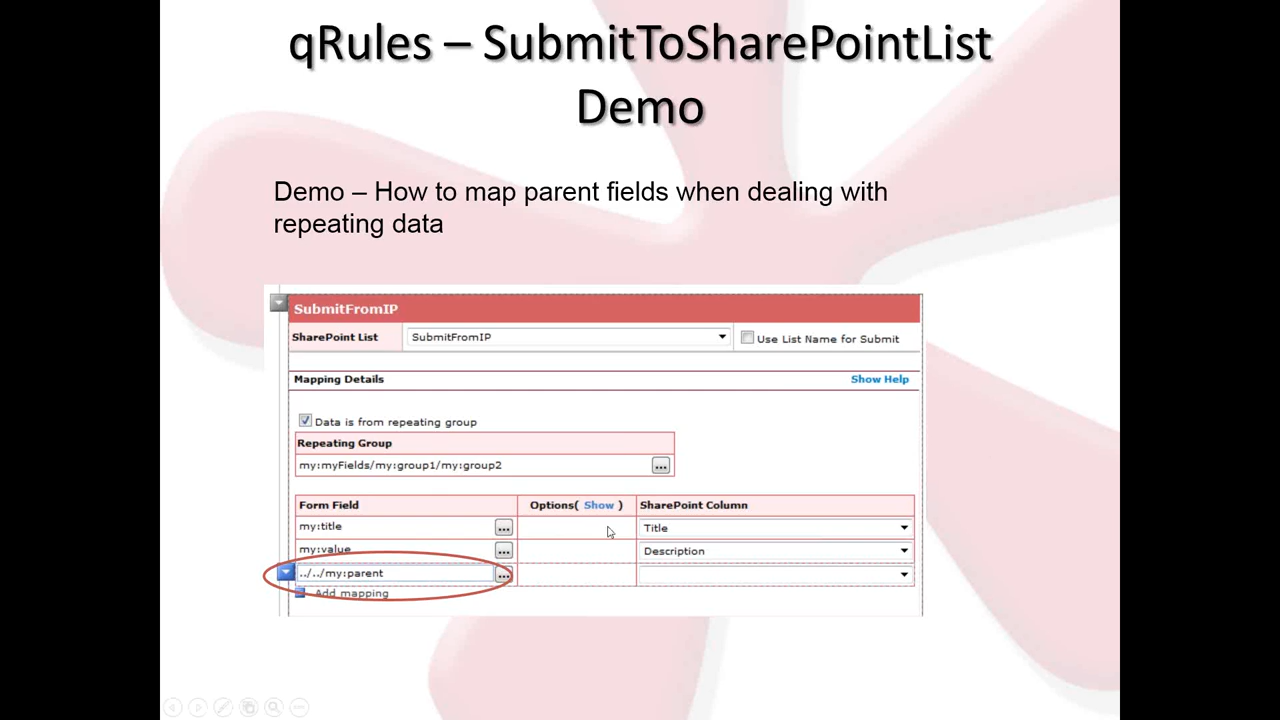 qRules – SubmitToSharePointList
Demo
Demo – How to map parent fields when dealing with
repeating data
SubmitFromIP
SharePoint List SubmitFromIP Use List Name for Submit
Mapping Details Show Help
Data is from repeating group
Repeating Group
my:myFields/my:group1/my:group2 ...
Form Field Options( Show ) SharePoint Column
my:title ... Title
my:value ... Description
../../my:parent ...
Add mapping